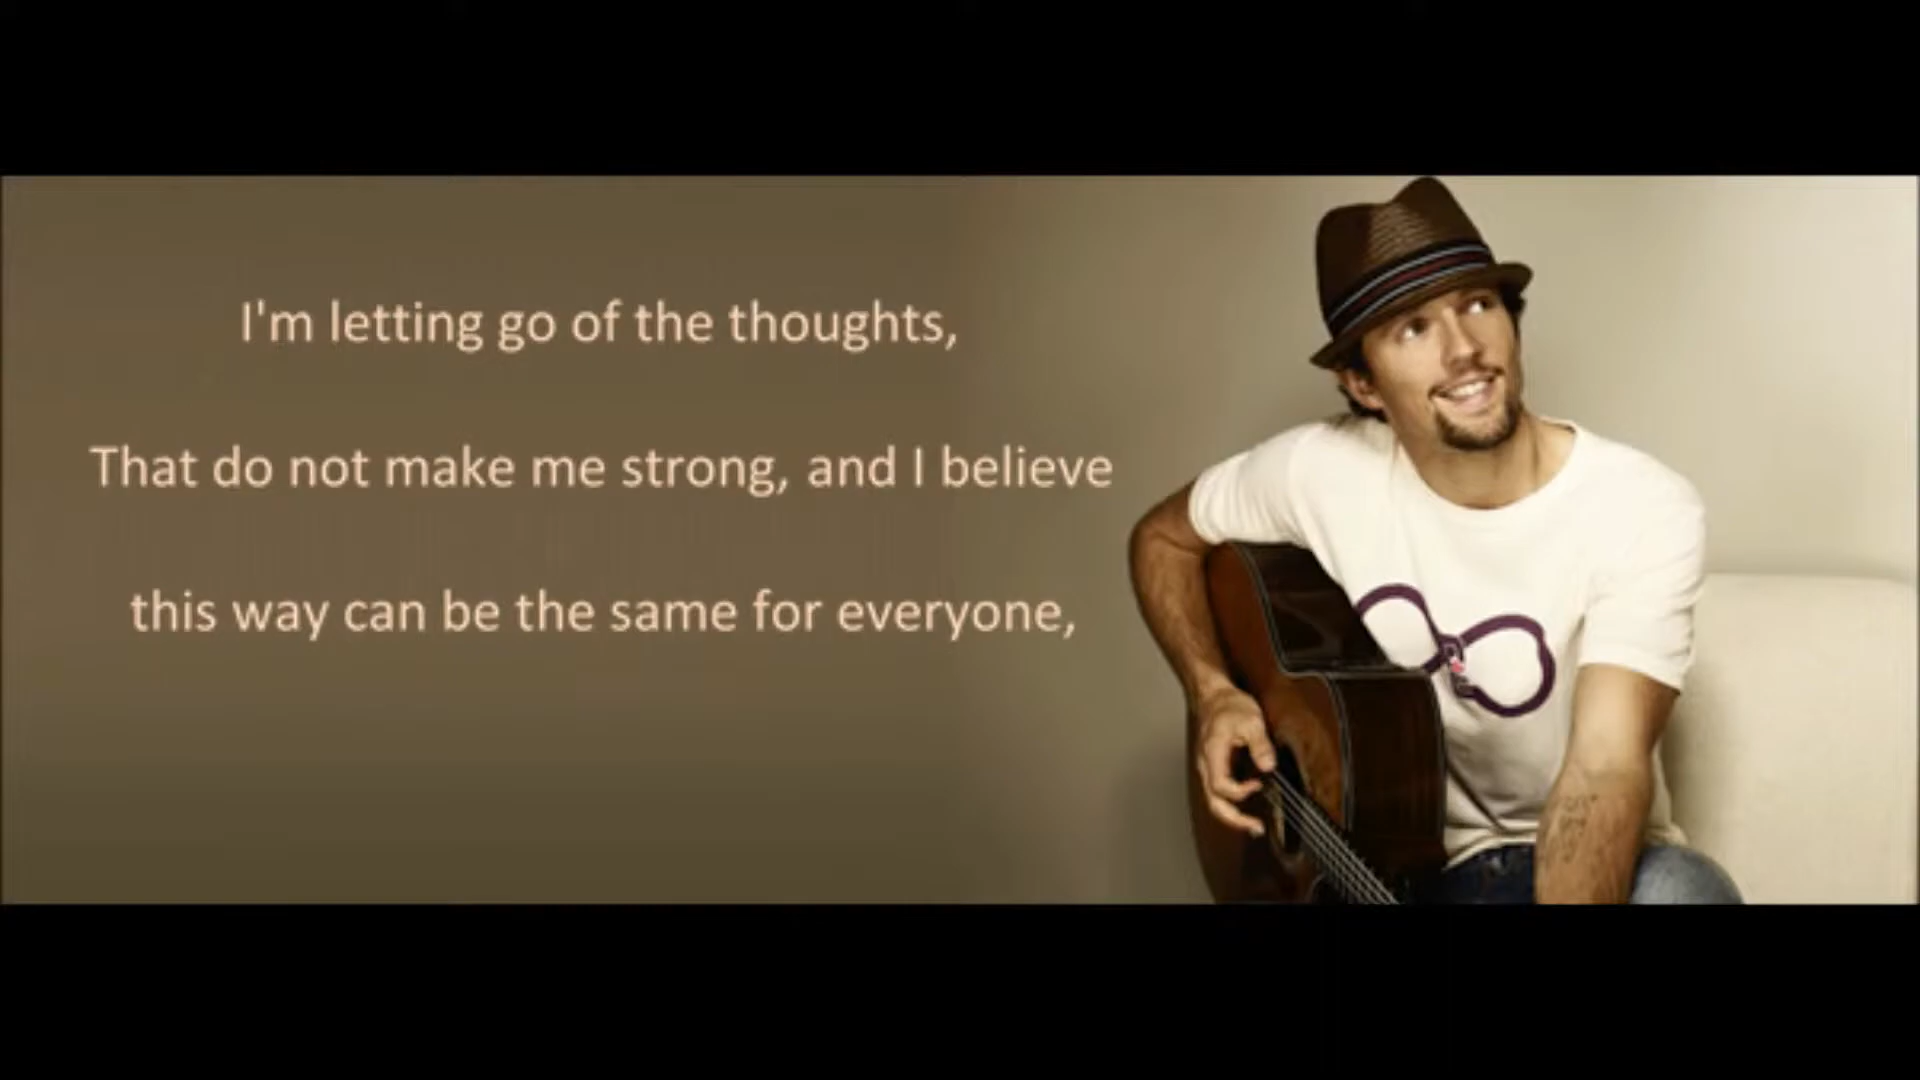 I'm letting go of the thoughts,
That do not make me strong, and I believe
this way can be the same for everyone,